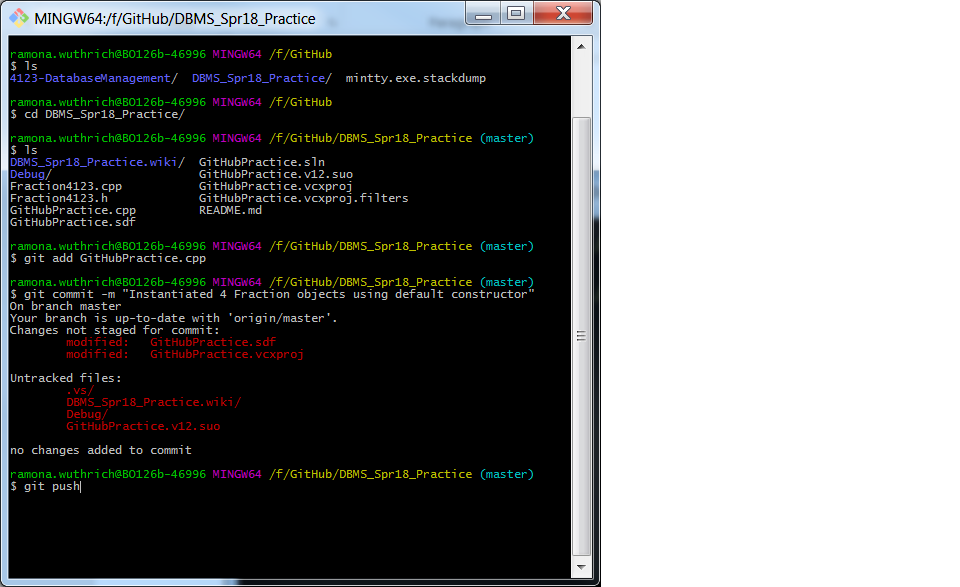 MINGW64:/f/GitHub/DBMS_Spr18_Practice
ramona.wuthrich@BO126b-46996 MINGW64 /f/GitHub
$ ls
4123-DatabaseManagement/  DBMS_Spr18_Practice/  mintty.exe.stackdump
ramona.wuthrich@BO126b-46996 MINGW64 /f/GitHub
$ cd DBMS_Spr18_Practice/
ramona.wuthrich@BO126b-46996 MINGW64 /f/GitHub/DBMS_Spr18_Practice (master)
$ ls
DBMS_Spr18_Practice.wiki/  GitHubPractice.sln
Debug/                     GitHubPractice.v12.suo
Fraction4123.cpp           GitHubPractice.vcxproj
Fraction4123.h             GitHubPractice.vcxproj.filters
GitHubPractice.cpp         README.md
GitHubPractice.sdf
ramona.wuthrich@BO126b-46996 MINGW64 /f/GitHub/DBMS_Spr18_Practice (master)
$ git add GitHubPractice.cpp
ramona.wuthrich@BO126b-46996 MINGW64 /f/GitHub/DBMS_Spr18_Practice (master)
$ git commit -m "Instantiated 4 Fraction objects using default constructor"
On branch master
Your branch is up-to-date with 'origin/master'.
Changes not staged for commit:
        modified:   GitHubPractice.sdf
        modified:   GitHubPractice.vcxproj
Untracked files:
        .vs/
        DBMS_Spr18_Practice.wiki/
        Debug/
        GitHubPractice.v12.suo
no changes added to commit
ramona.wuthrich@BO126b-46996 MINGW64 /f/GitHub/DBMS_Spr18_Practice (master)
$ git push